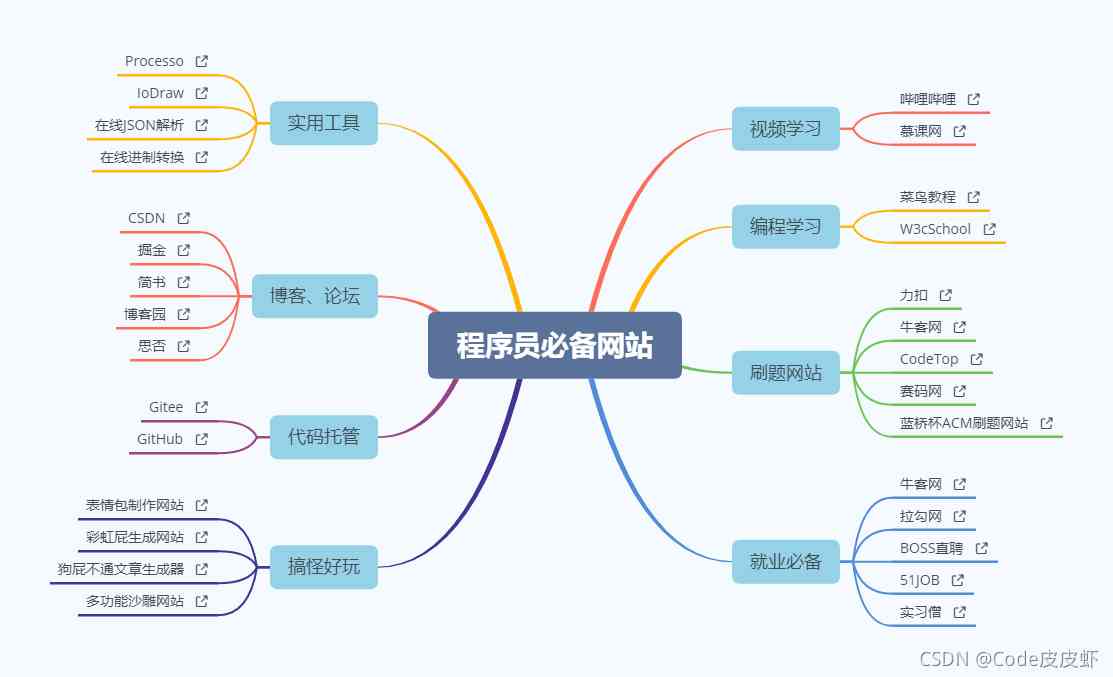 程序员必备网站
实用工具
Processo
IoDraw
在线JSON解析
在线进制转换
博客、论坛
CSDN
掘金
简书
博客园
思否
代码托管
Gitee
GitHub
搞怪好玩
表情包制作网站
彩虹屁生成网站
狗屁不通文章生成器
多功能沙雕网站
视频学习
哔哩哔哩
慕课网
编程学习
菜鸟教程
W3cSchool
刷题网站
力扣
牛客网
CodeTop
赛码网
蓝桥杯ACM刷题网站
就业必备
牛客网
拉勾网
BOSS直聘
51JOB
实习僧
CSDN @Code皮皮虾